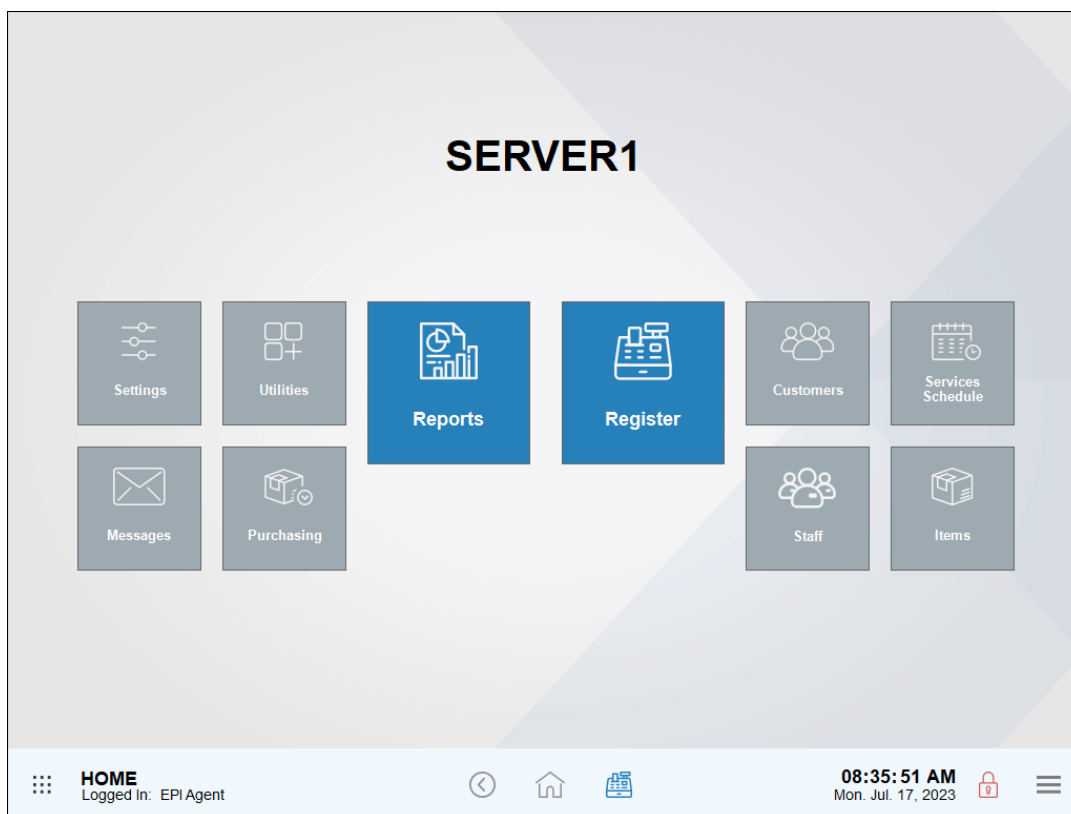 SERVER1
Settings
Utilities
Reports
Register
Customers
Services
Schedule
Messages
Purchasing
Staff
Items
HOME
Logged In: EPI Agent
08:35:51 AM
Mon. Jul. 17, 2023